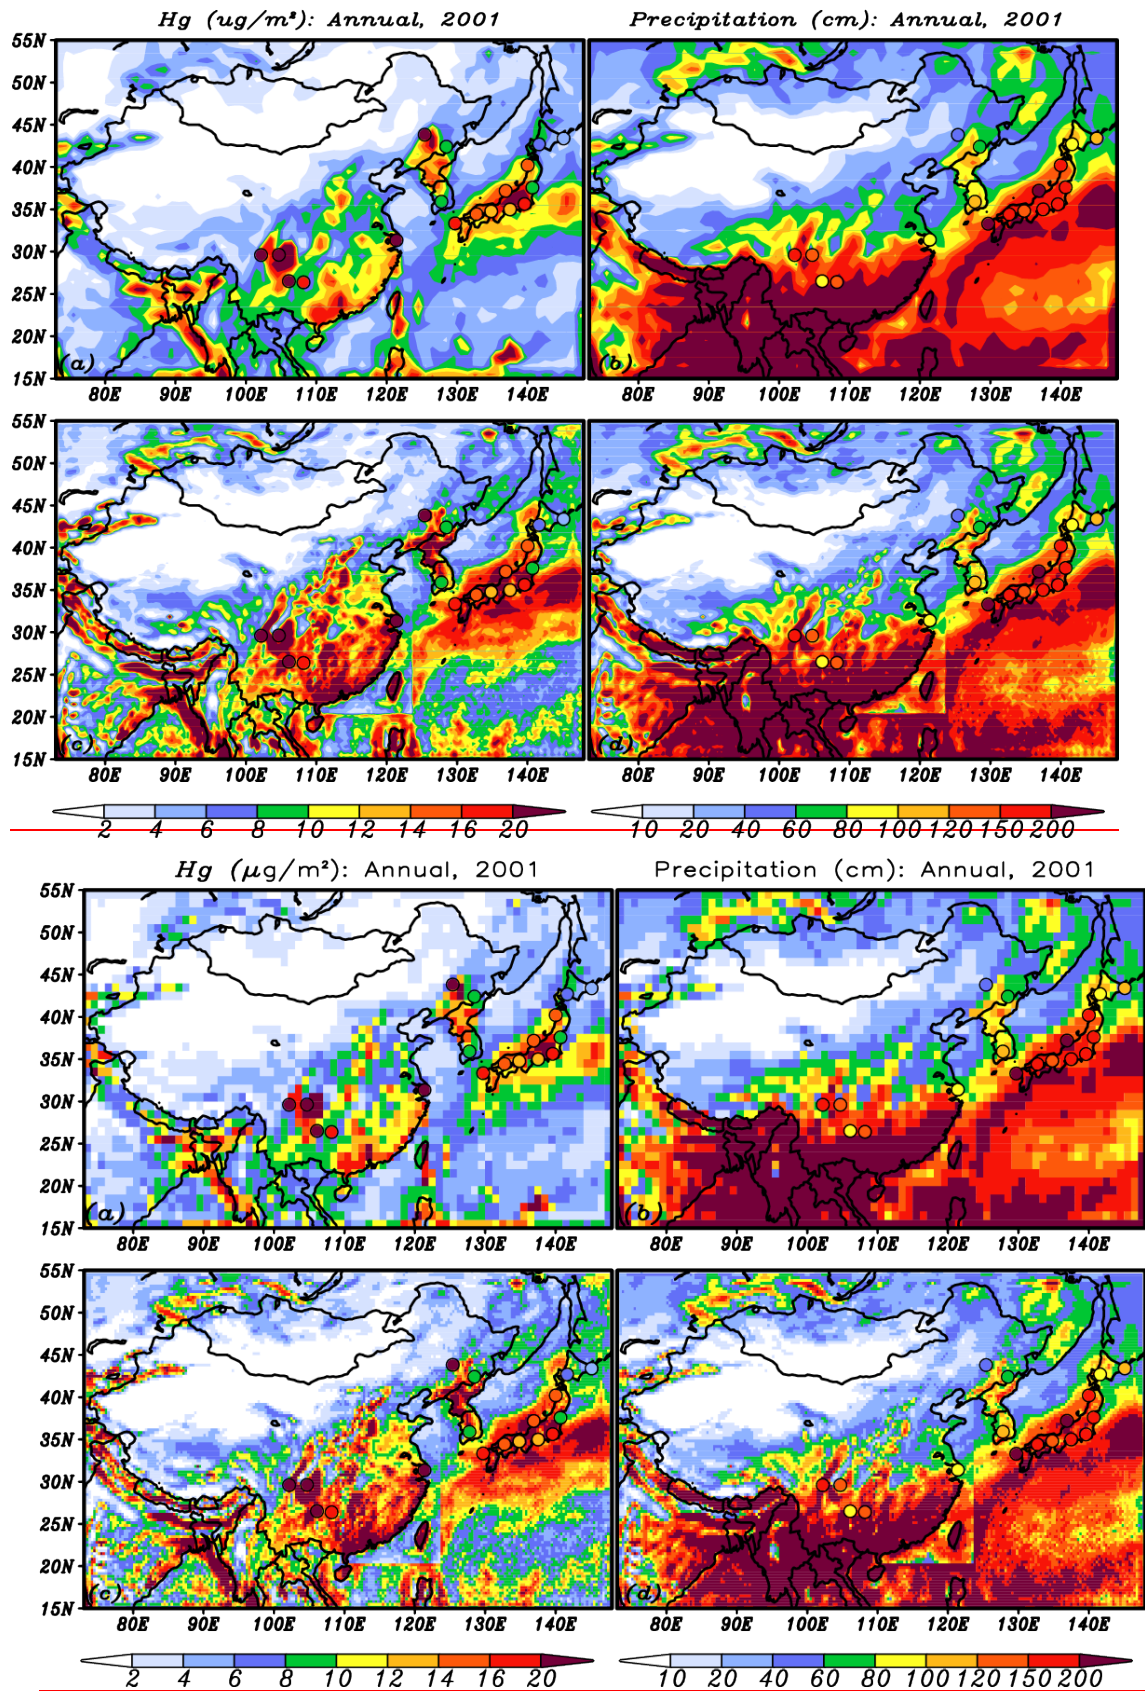 Hg (ug/m²): Annual, 2001 Precipitation (cm): Annual, 2001
55N
50N
45N
40N
35N
30N
25N
20N
15N
(a) (b)
80E 90E 100E 110E 120E 130E 140E 80E 90E 100E 110E 120E 130E 140E
55N
50N
45N
40N
35N
30N
25N
20N
15N
(c) (d)
80E 90E 100E 110E 120E 130E 140E 80E 90E 100E 110E 120E 130E 140E
2 4 6 8 10 12 14 16 20 10 20 40 60 80 100 120 150 200
Hg (μg/m²): Annual, 2001 Precipitation (cm): Annual, 2001
55N
50N
45N
40N
35N
30N
25N
20N
15N
(a) (b)
80E 90E 100E 110E 120E 130E 140E 80E 90E 100E 110E 120E 130E 140E
55N
50N
45N
40N
35N
30N
25N
20N
15N
(c) (d)
80E 90E 100E 110E 120E 130E 140E 80E 90E 100E 110E 120E 130E 140E
2 4 6 8 10 12 14 16 20 10 20 40 60 80 100 120 150 200